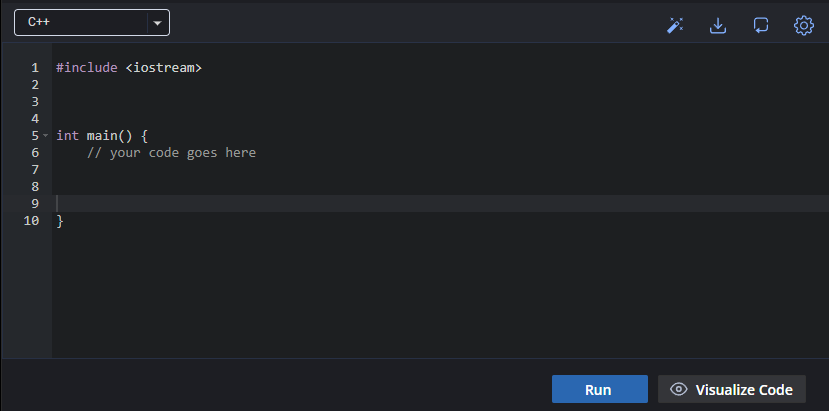 C++
1 #include <iostream>
2
3
4
5 int main() {
6     // your code goes here
7
8
9
10 }
Run
Visualize Code